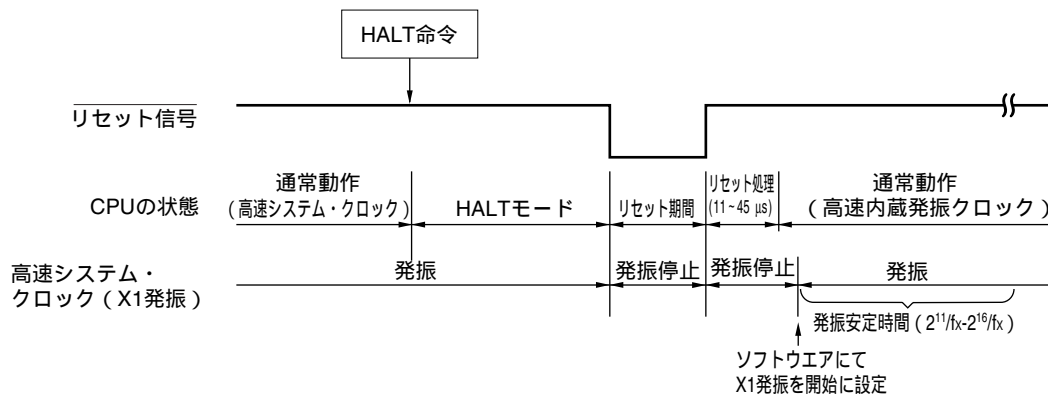 HALT命令
リセット信号
CPUの状態
通常動作
(高速システム・クロック)
HALTモード
リセット期間
リセット処理
(11~45 μs)
通常動作
(高速内蔵発振クロック)
高速システム・
クロック(X1発振)
発振
発振停止
発振停止
発振
発振安定時間(2¹¹/fx-2¹⁶/fx)
ソフトウエアにて
X1発振を開始に設定